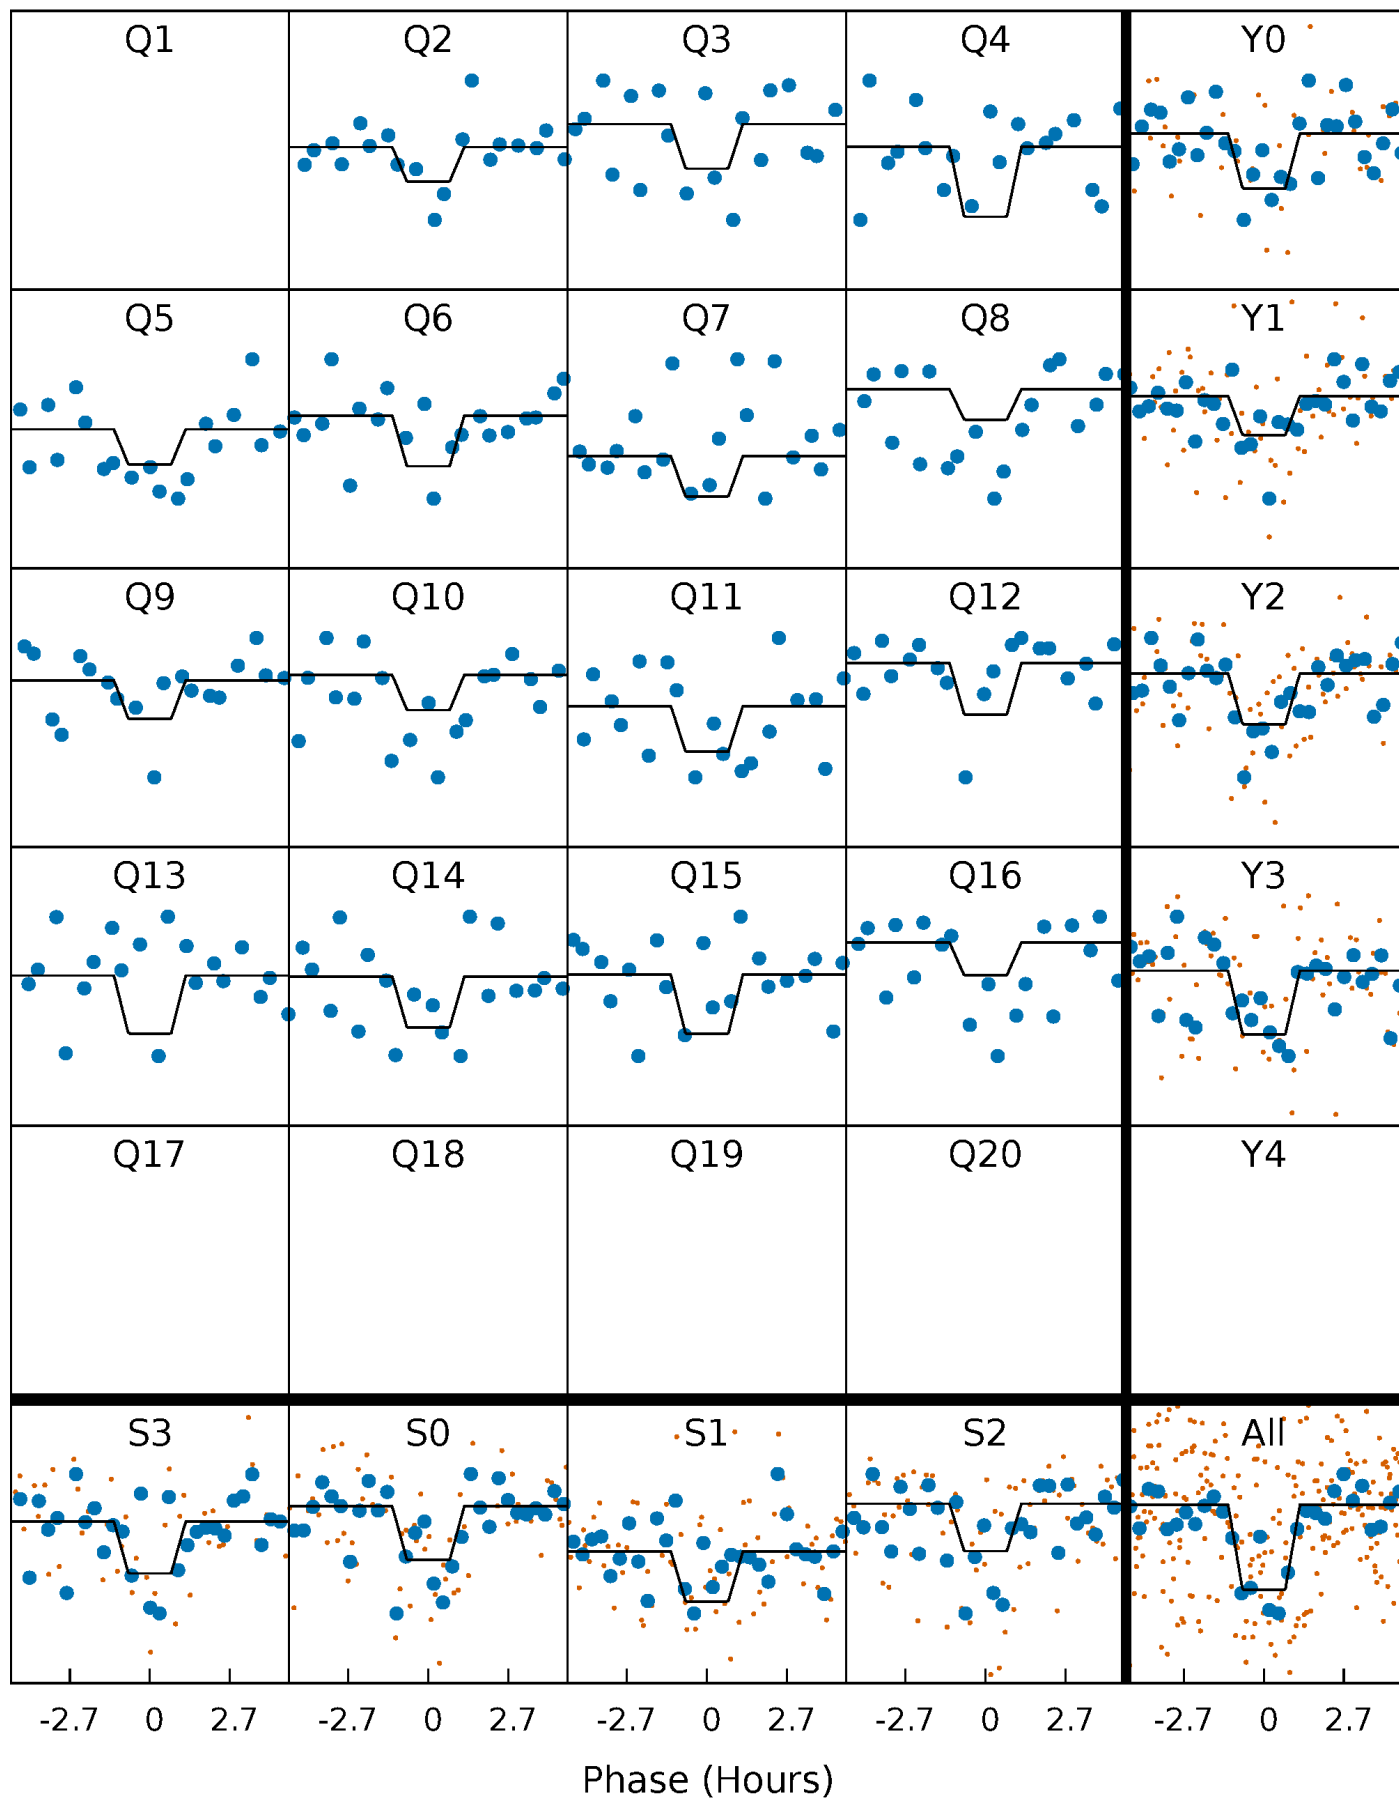 Q1 Q2 Q3 Q4 Y0
Q5 Q6 Q7 Q8 Y1
Q9 Q10 Q11 Q12 Y2
Q13 Q14 Q15 Q16 Y3
Q17 Q18 Q19 Q20 Y4
S3 S0 S1 S2 All
-2.7 0 2.7 -2.7 0 2.7 -2.7 0 2.7 -2.7 0 2.7 -2.7 0 2.7
Phase (Hours)